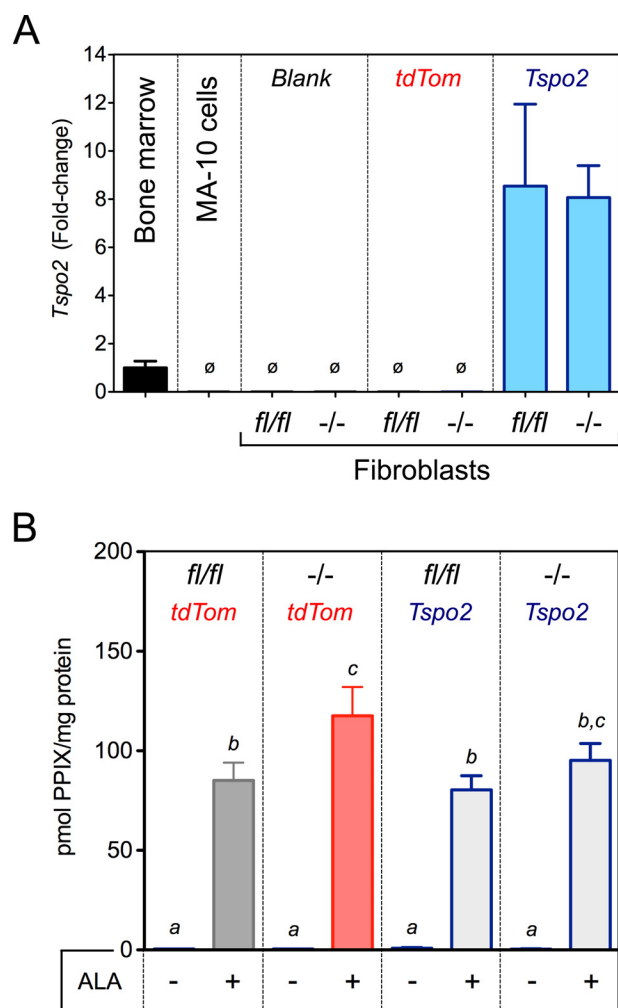 A
Tspo2 (Fold-change)
14
12
10
8
6
4
2
0
Bone marrow
MA-10 cells
Blank
tdTom
Tspo2
ø ø ø ø ø
fl/fl -/- fl/fl -/- fl/fl -/-
Fibroblasts
B
pmol PPIX/mg protein
200
150
100
50
0
fl/fl -/- fl/fl -/-
tdTom tdTom Tspo2 Tspo2
a b a c a b a b,c
ALA - + - + - + - +